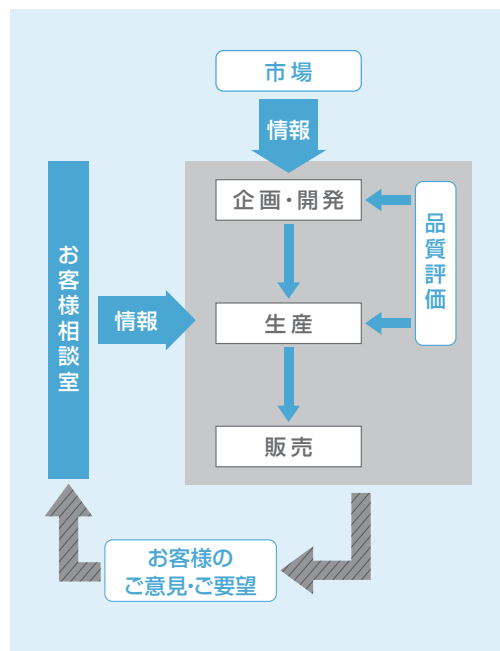 市場
情報
企画・開発
品質評価
お客様相談室
情報
生産
販売
お客様の
ご意見・ご要望